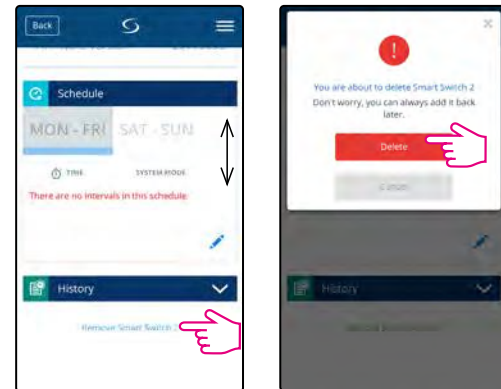 Back
Schedule
MON - FRI SAT - SUN
TIME SYSTEM MODE
There are no intervals in this schedule.
History
Remove Smart Switch 2
You are about to delete Smart Switch 2
Don't worry, you can always add it back
later.
Delete
Cancel
History